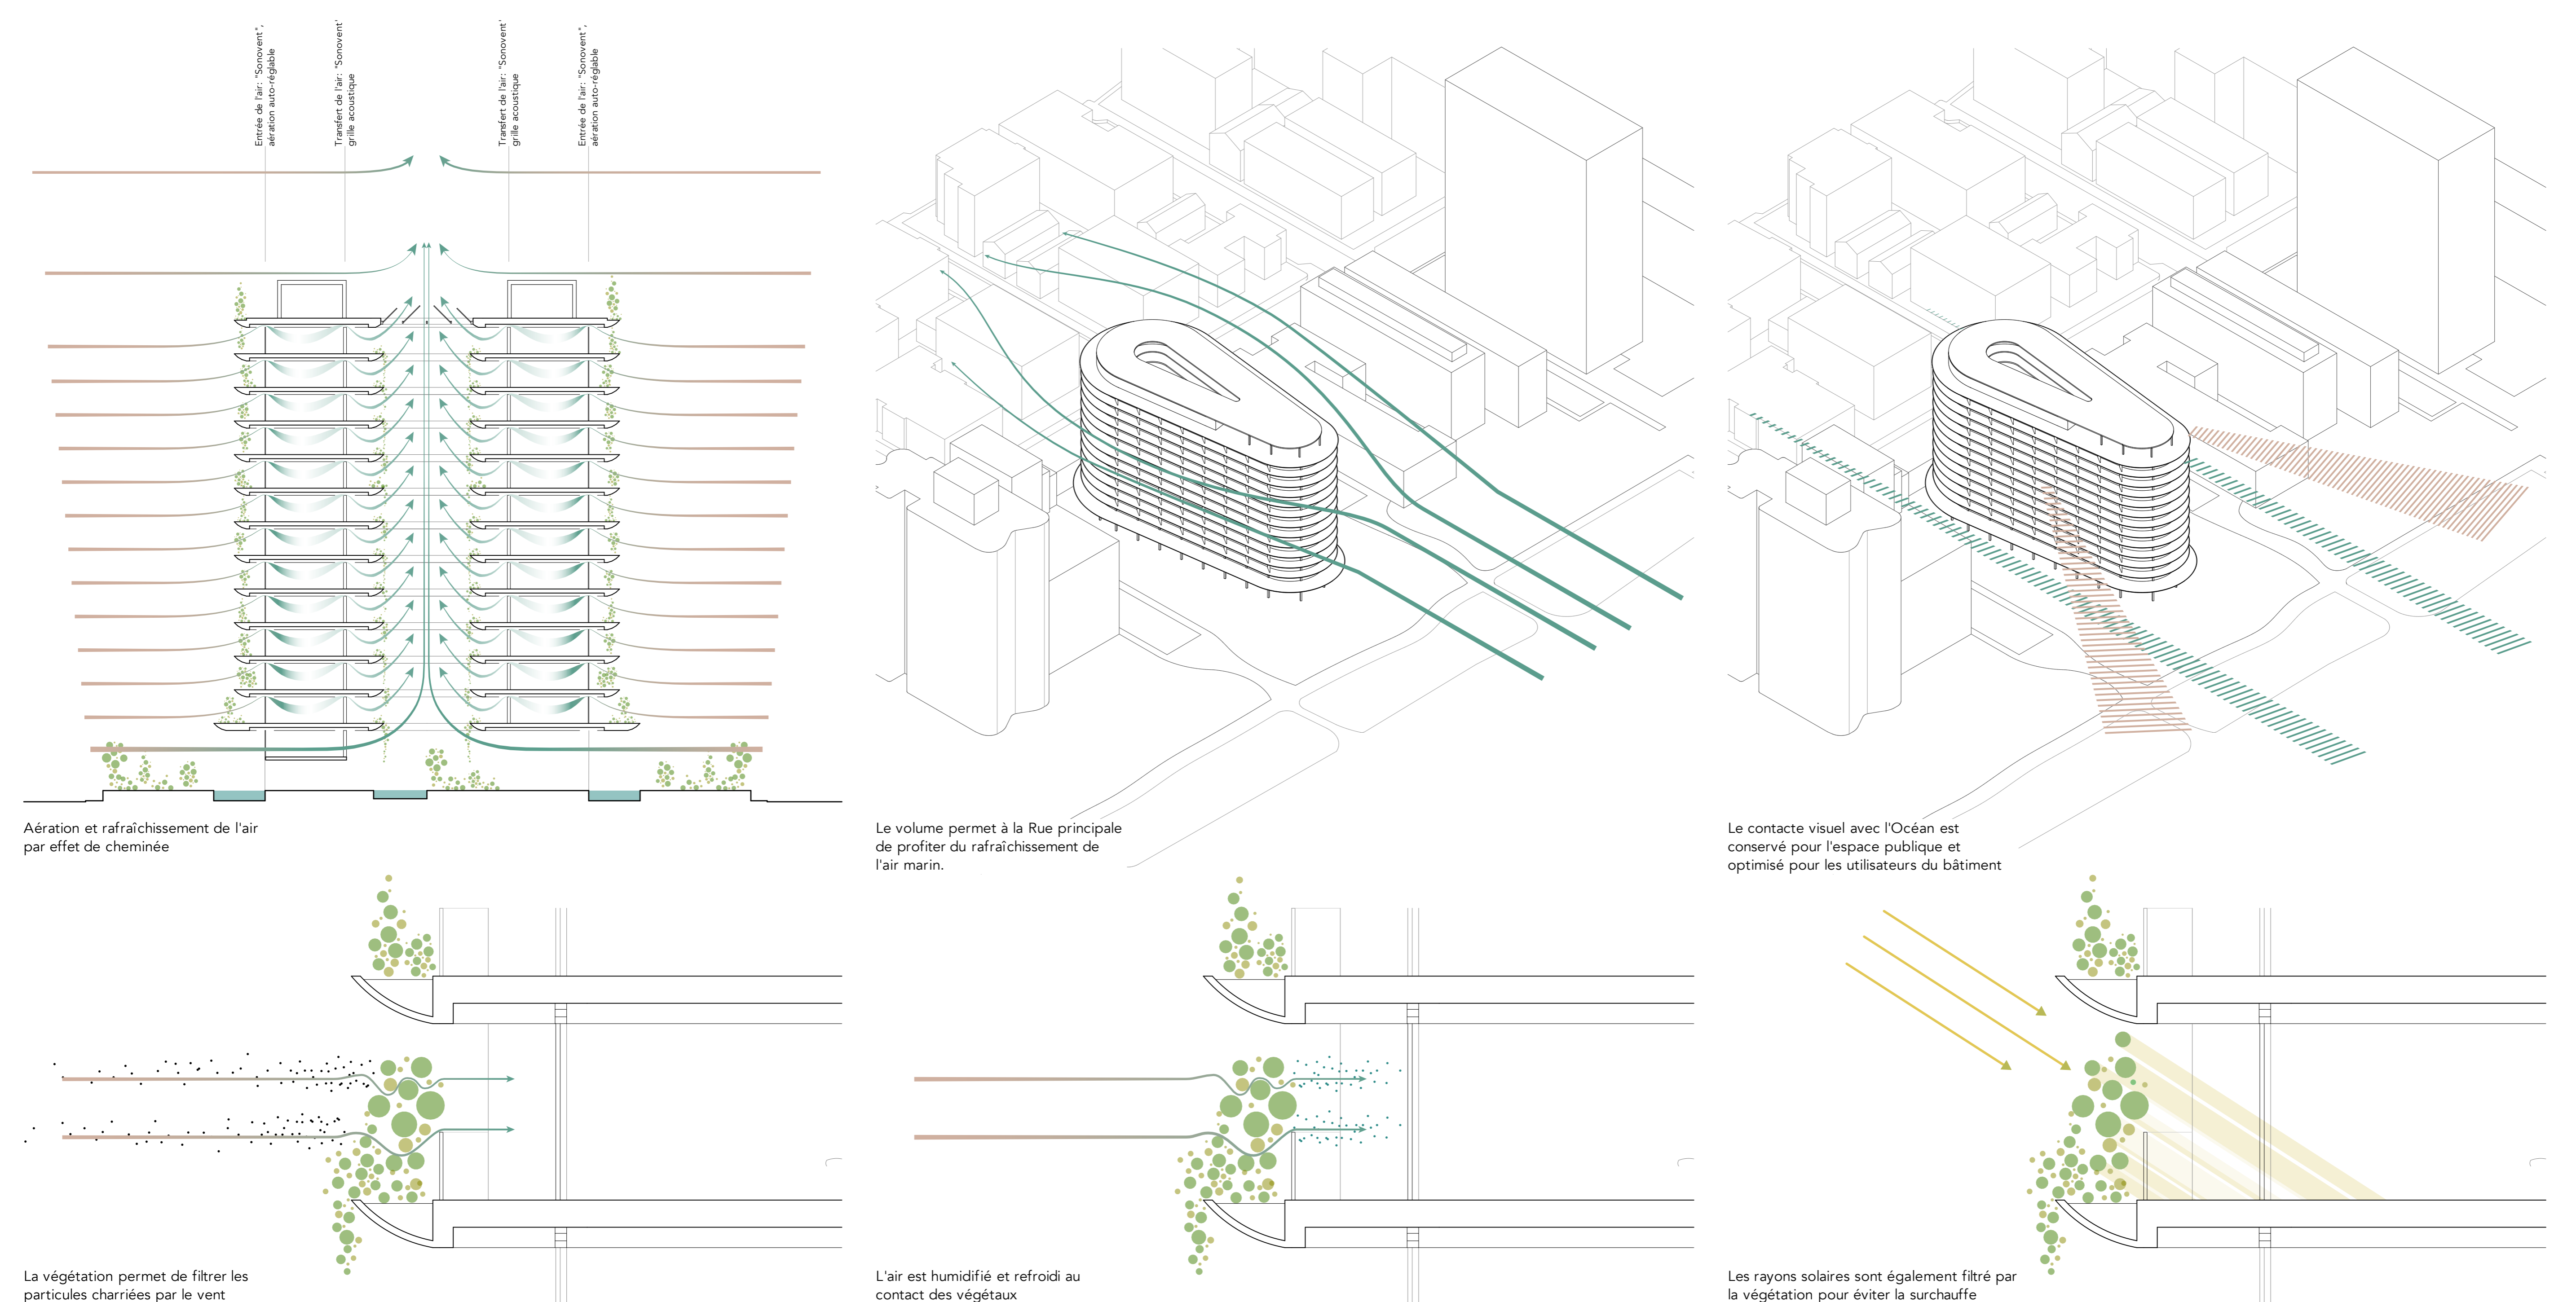 Entrée de l'air: "Sonovent",
aération auto-réglable
Transfert de l'air: "Sonovent'
grille acoustique
Transfert de l'air: "Sonovent'
grille acoustique
Entrée de l'air: "Sonovent",
aération auto-réglable
Aération et rafraîchissement de l'air
par effet de cheminée
Le volume permet à la Rue principale
de profiter du rafraîchissement de
l'air marin.
Le contacte visuel avec l'Océan est
conservé pour l'espace publique et
optimisé pour les utilisateurs du bâtiment
La végétation permet de filtrer les
particules charriées par le vent
L'air est humidifié et refroidi au
contact des végétaux
Les rayons solaires sont également filtré par
la végétation pour éviter la surchauffe